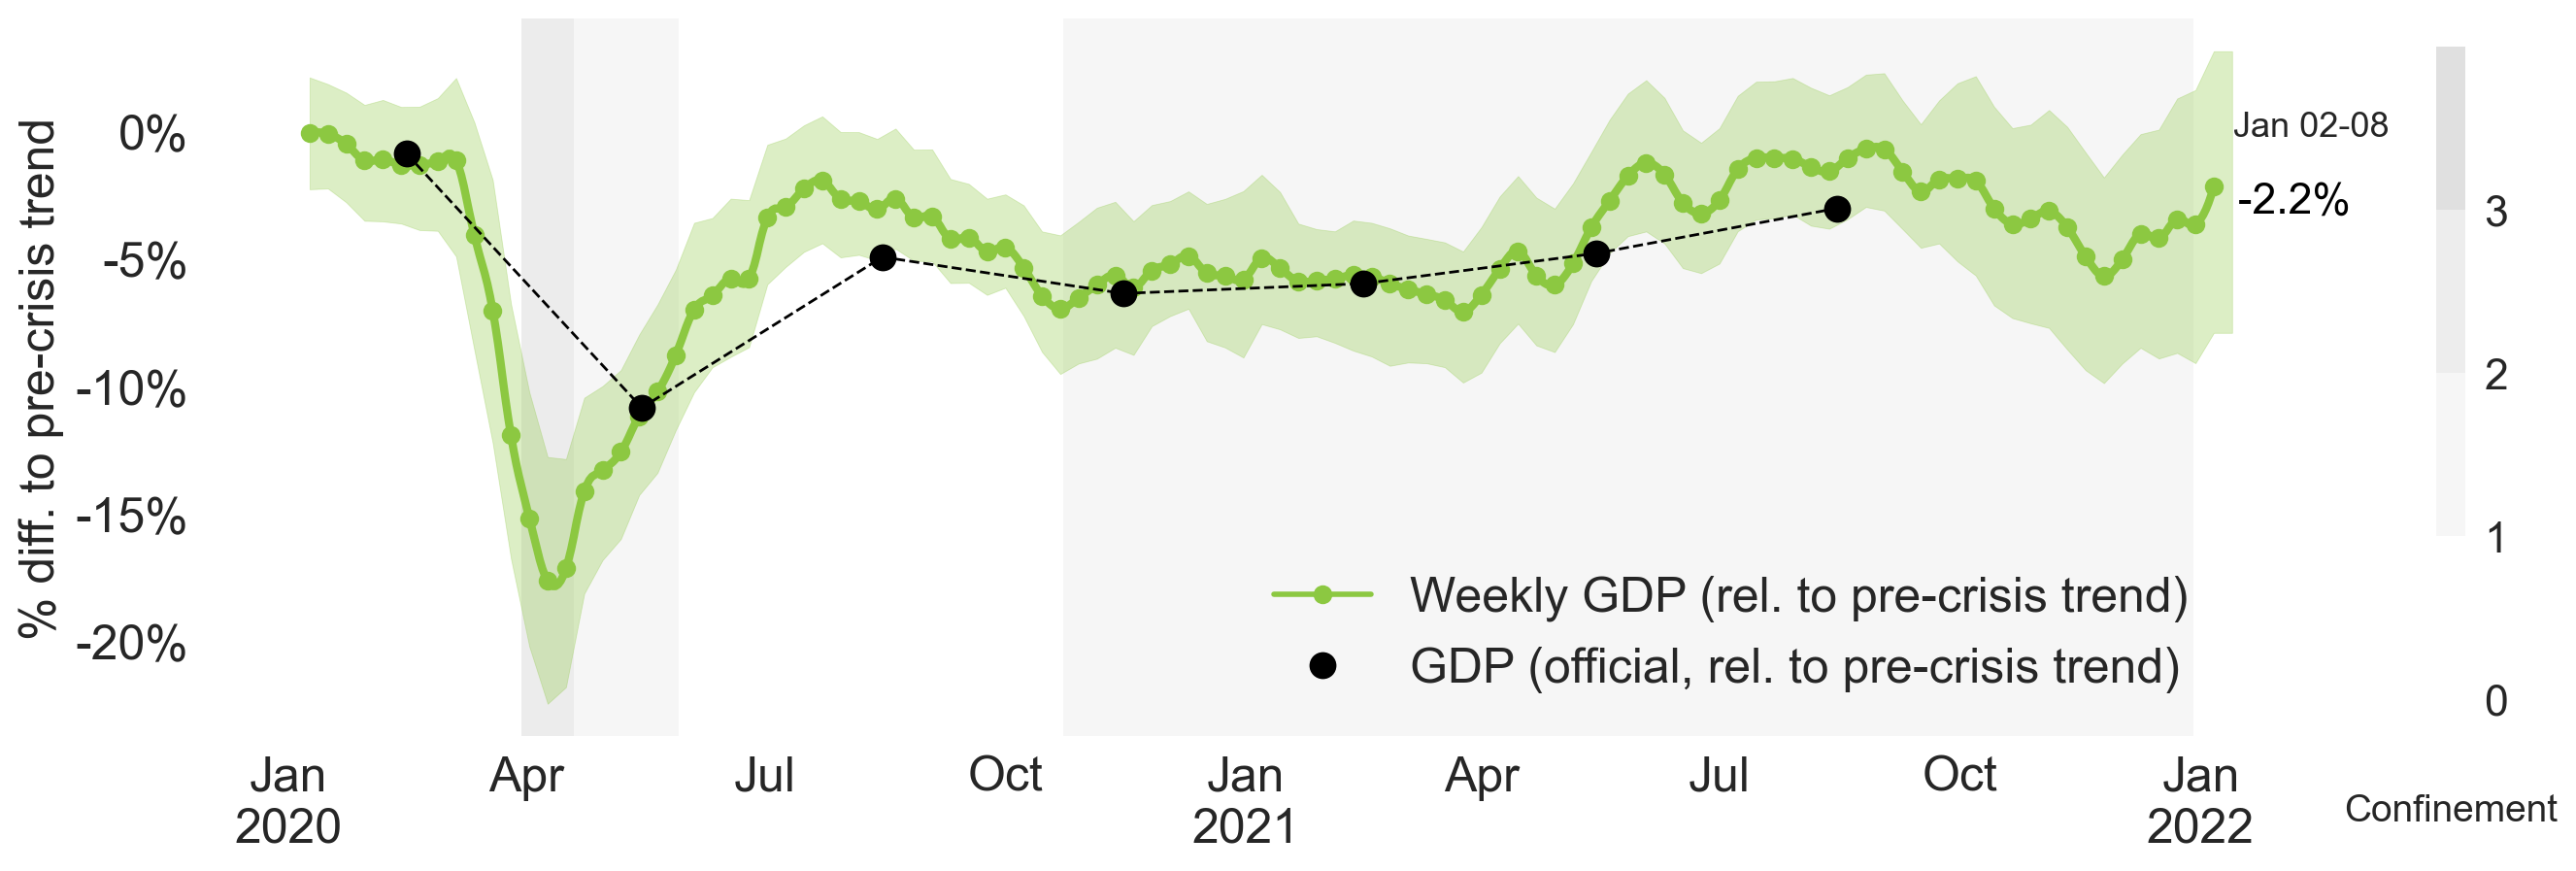 % diff. to pre-crisis trend
0%
-5%
-10%
-15%
-20%
Jan 02-08
-2.2%
Weekly GDP (rel. to pre-crisis trend)
GDP (official, rel. to pre-crisis trend)
3
2
1
0
Confinement
Jan
2020
Apr
Jul
Oct
Jan
2021
Apr
Jul
Oct
Jan
2022